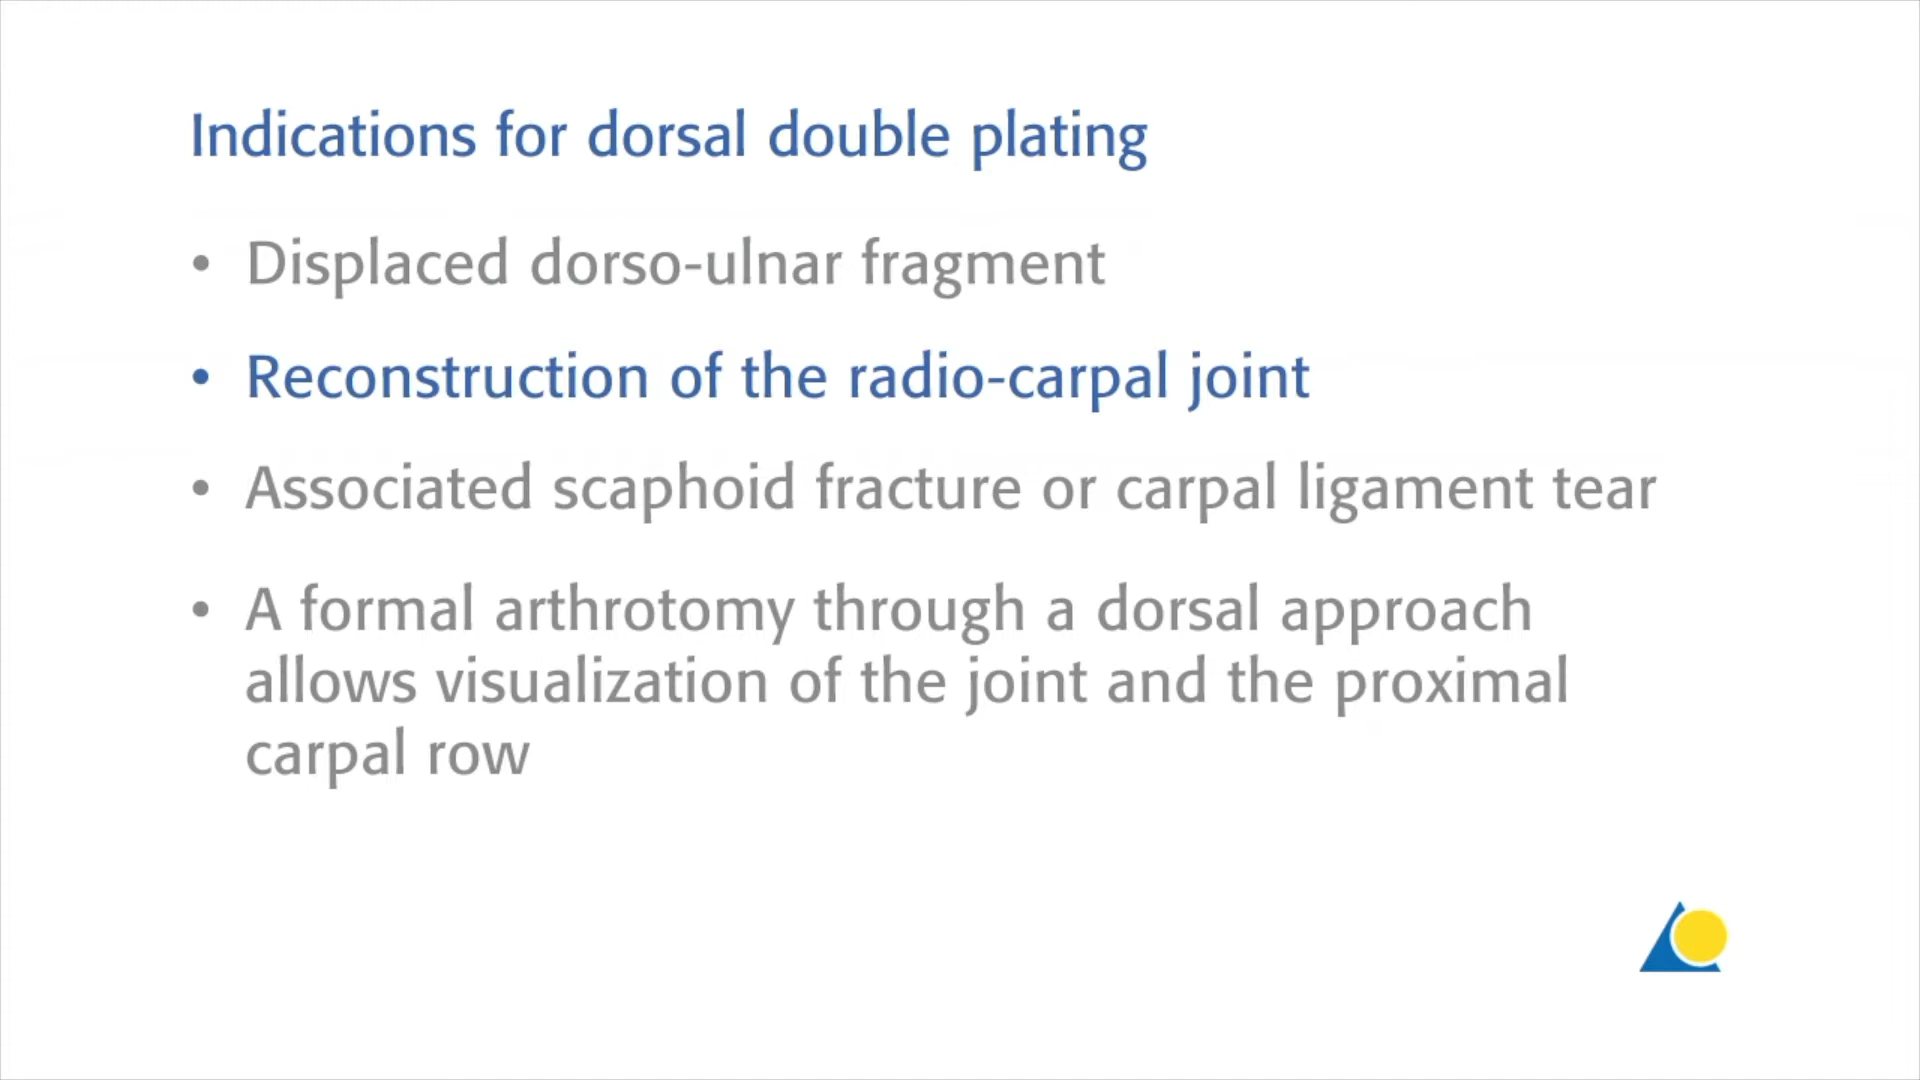 Indications for dorsal double plating
• Displaced dorso-ulnar fragment
• Reconstruction of the radio-carpal joint
• Associated scaphoid fracture or carpal ligament tear
• A formal arthrotomy through a dorsal approach
allows visualization of the joint and the proximal
carpal row